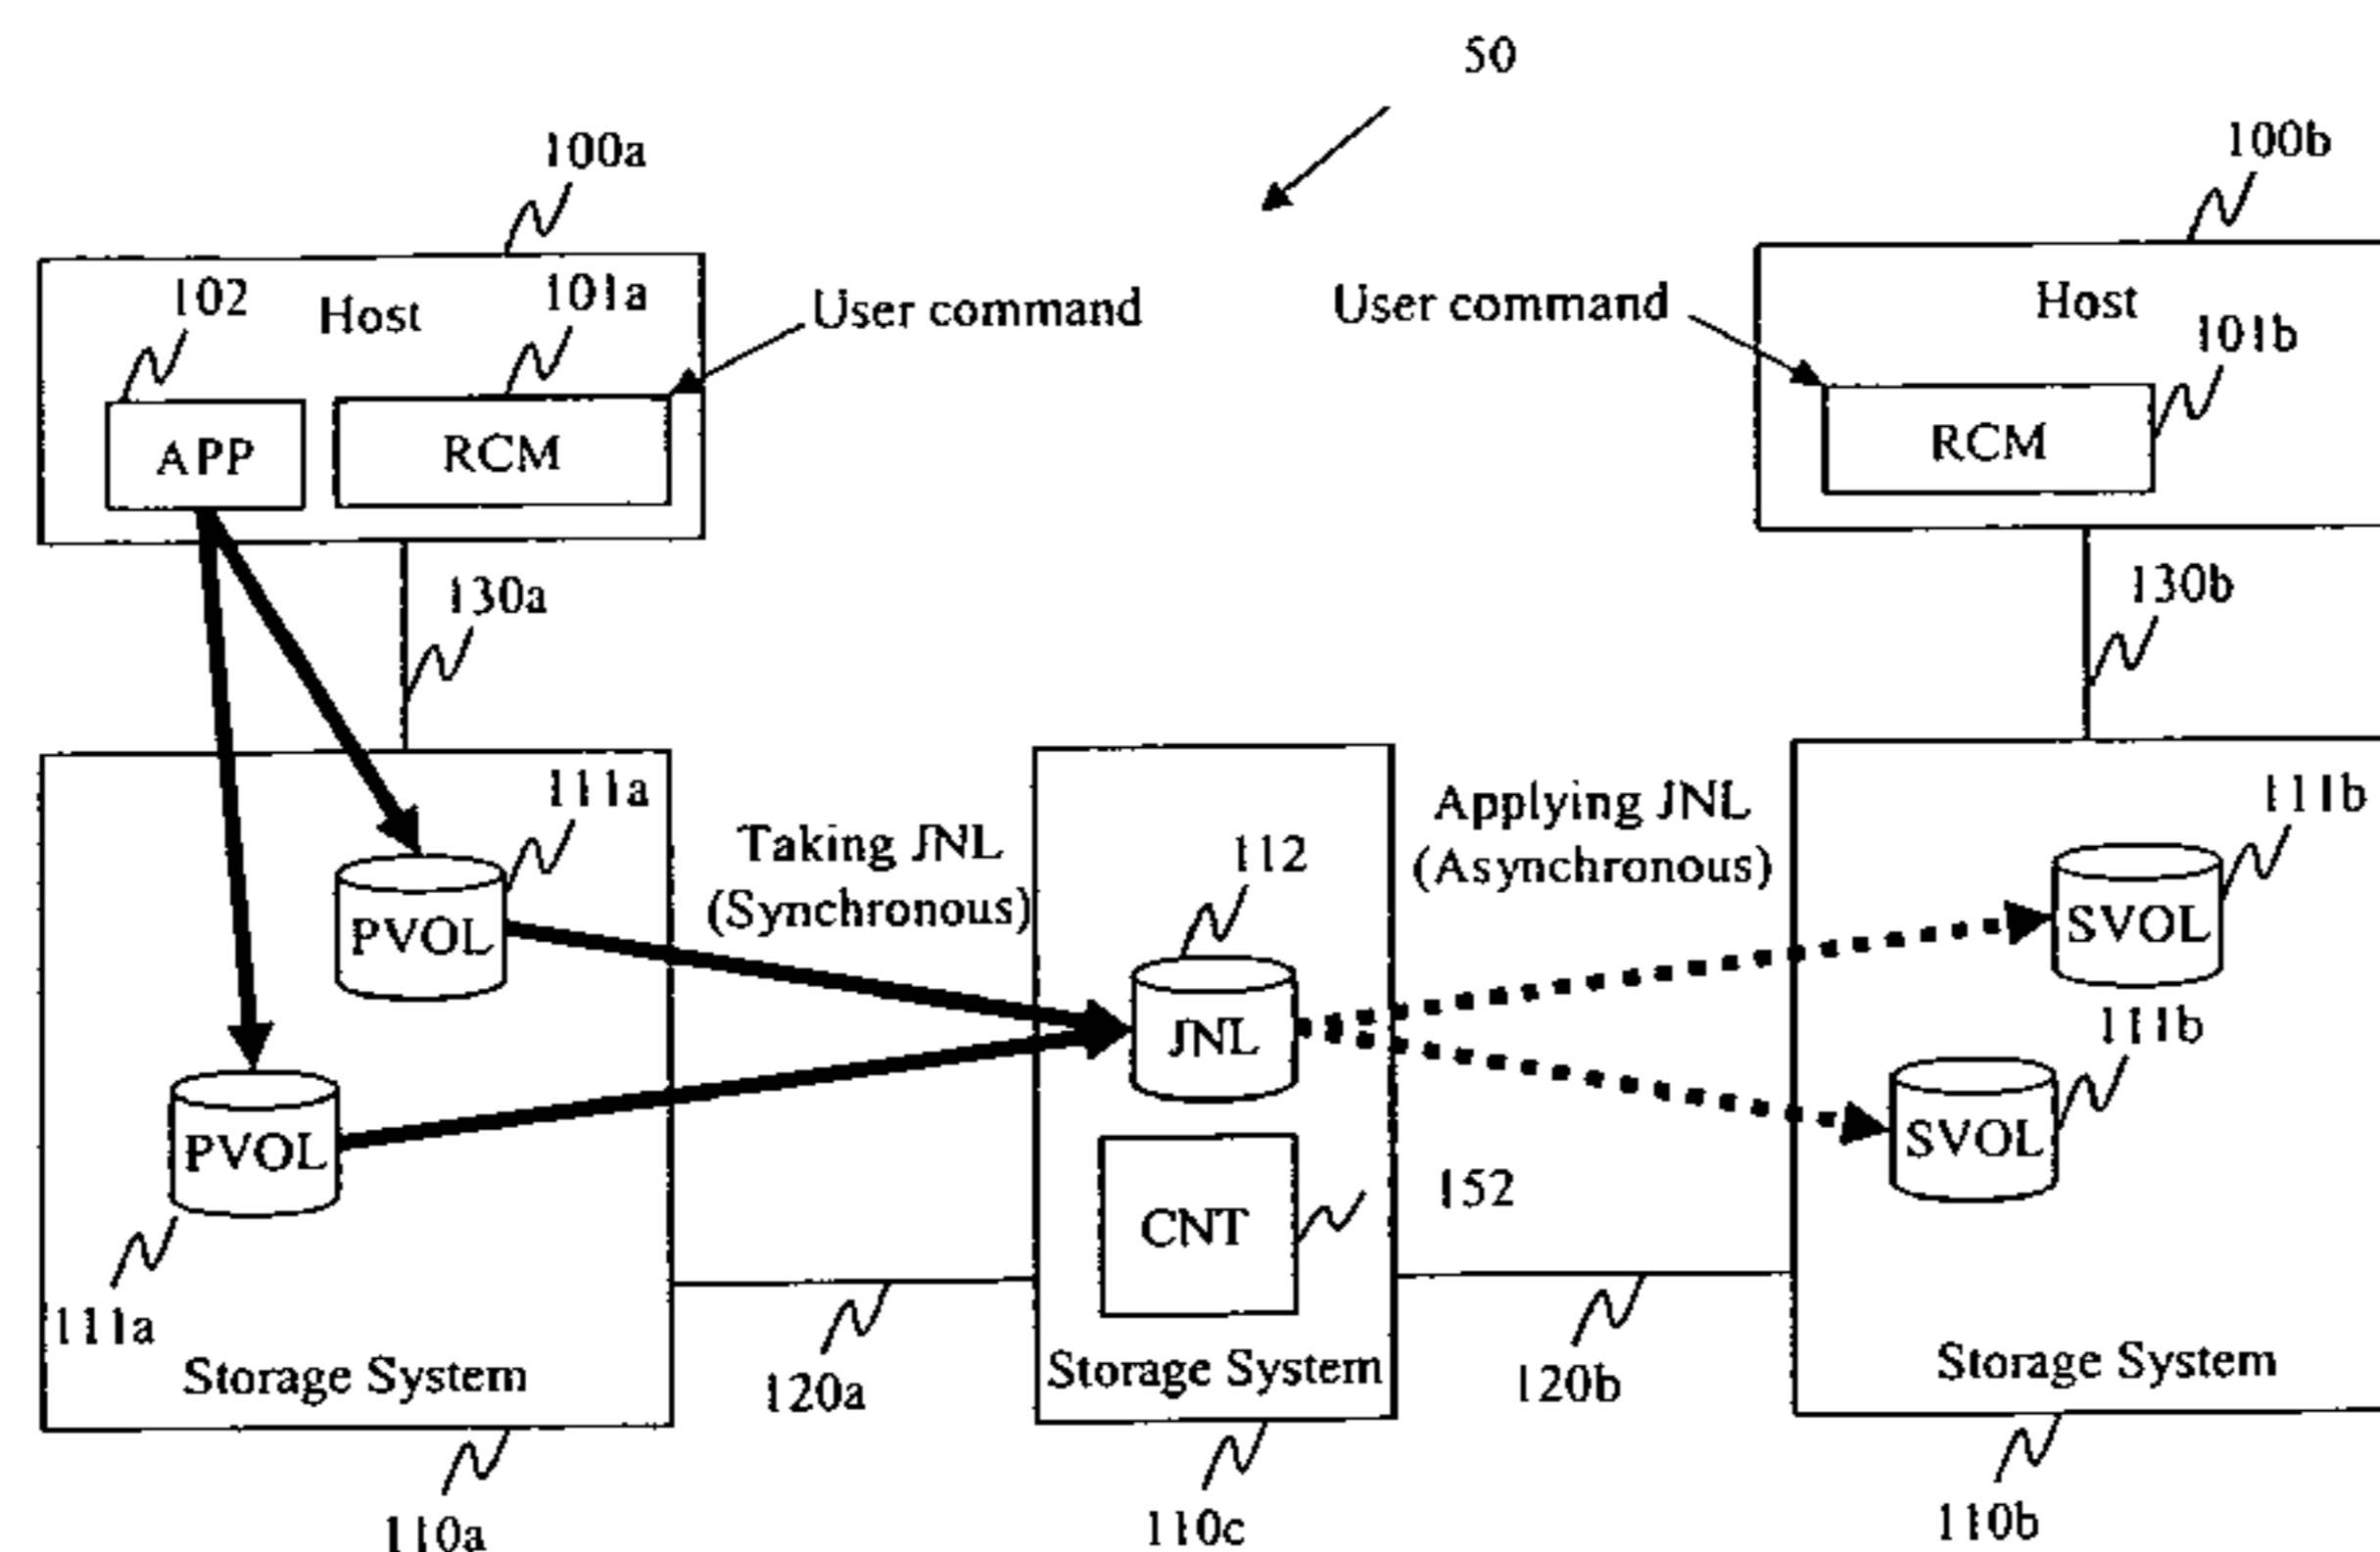 50
100a
100b
102
Host
101a
User command
User command
Host
101b
APP
RCM
RCM
130a
130b
111a
Taking JNL
(Synchronous)
112
Applying JNL
(Asynchronous)
111b
PVOL
SVOL
JNL
111b
PVOL
SVOL
CNT
152
111a
Storage System
120a
Storage System
120b
Storage System
110a
110c
110b